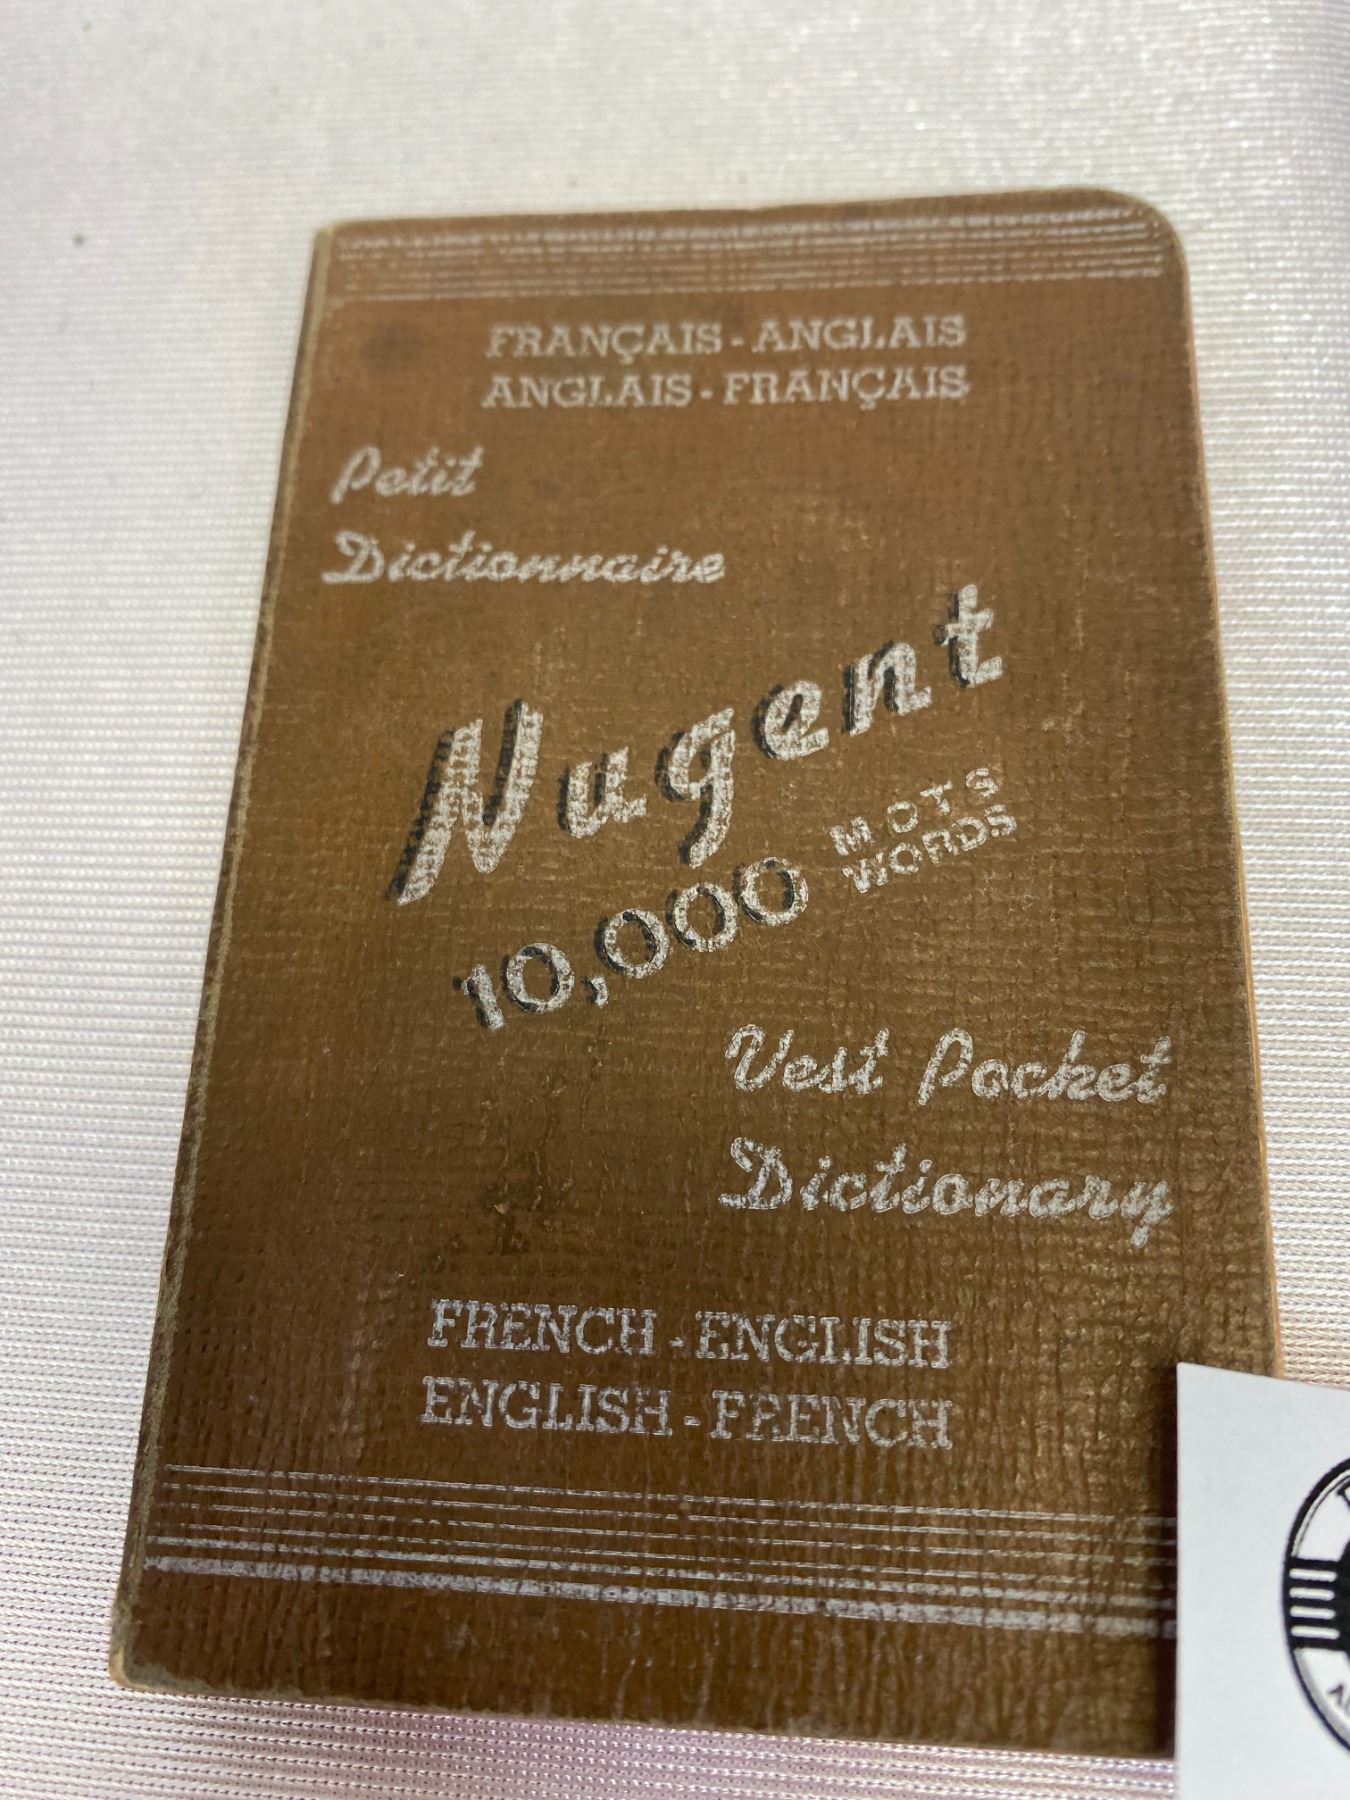 FRANÇAIS - ANGLAIS
ANGLAIS - FRANÇAIS
Petit
Dictionnaire
Nugent
10,000 MOTS
WORDS
Vest Pocket
Dictionary
FRENCH - ENGLISH
ENGLISH - FRENCH